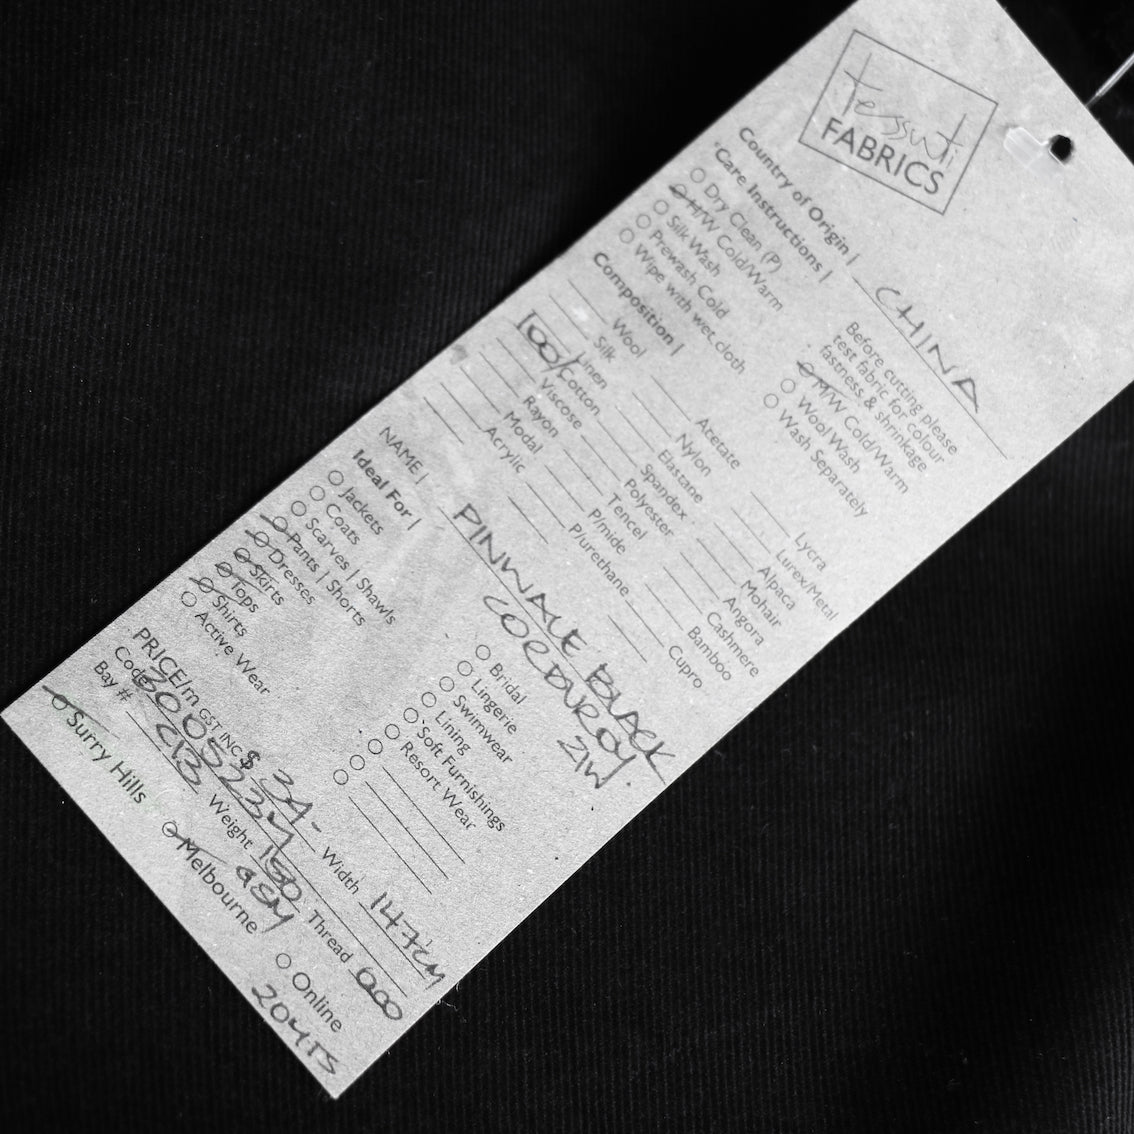 Tessuti
FABRICS
Country of Origin | CHINA
*Care Instructions |
Dry Clean (P)
H/W Cold/Warm
Silk Wash
Prewash Cold
Wipe with wet cloth
Before cutting please
test fabric for colour
fastness & shrinkage
M/W Cold/Warm
Wool Wash
Wash Separately
Composition |
Wool
Silk
Linen
100/ Cotton
Viscose
Rayon
Modal
Acrylic
Acetate
Nylon
Elastane
Spandex
Polyester
Tencel
P/mide
P/urethane
Lycra
Lurex/Metal
Alpaca
Mohair
Angora
Cashmere
Bamboo
Cupro
NAME | PINWALE BLACK
CORDUROY.
21W
Ideal For |
Jackets
Coats
Scarves | Shawls
Pants | Shorts
Dresses
Skirts
Tops
Shirts
Active Wear
Bridal
Lingerie
Swimwear
Lining
Soft Furnishings
Resort Wear
PRICE/m GST INC $ 34- Width 147cm
Code Weight 150 Thread
GSM
Bay #
Surry Hills Melbourne Online
20MTS